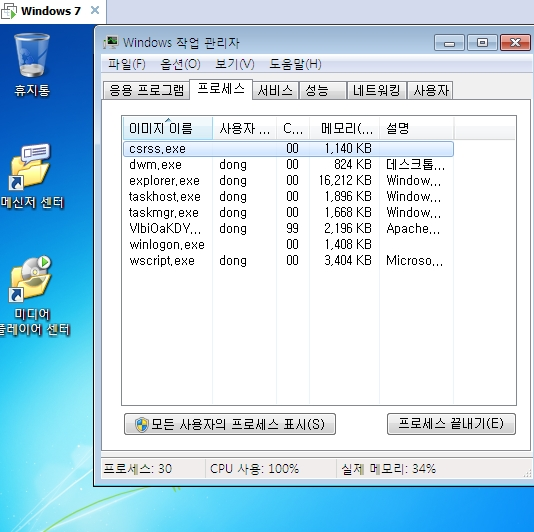 Windows 7
휴지통
메신저 센터
미디어
플레이어 센터
Windows 작업 관리자
파일(F) 옵션(O) 보기(V) 도움말(H)
응용 프로그램 프로세스 서비스 성능 네트워킹 사용자
이미지 이름 사용자 ... C... 메모리(... 설명
csrss.exe 00 1,140 KB
dwm.exe dong 00 824 KB 데스크톱...
explorer.exe dong 00 16,212 KB Window...
taskhost.exe dong 00 1,896 KB Window...
taskmgr.exe dong 00 1,668 KB Window...
VlbiOaKDY... dong 99 2,196 KB Apache...
winlogon.exe 00 1,408 KB
wscript.exe dong 00 3,404 KB Microso...
모든 사용자의 프로세스 표시(S) 프로세스 끝내기(E)
프로세스: 30 CPU 사용: 100% 실제 메모리: 34%